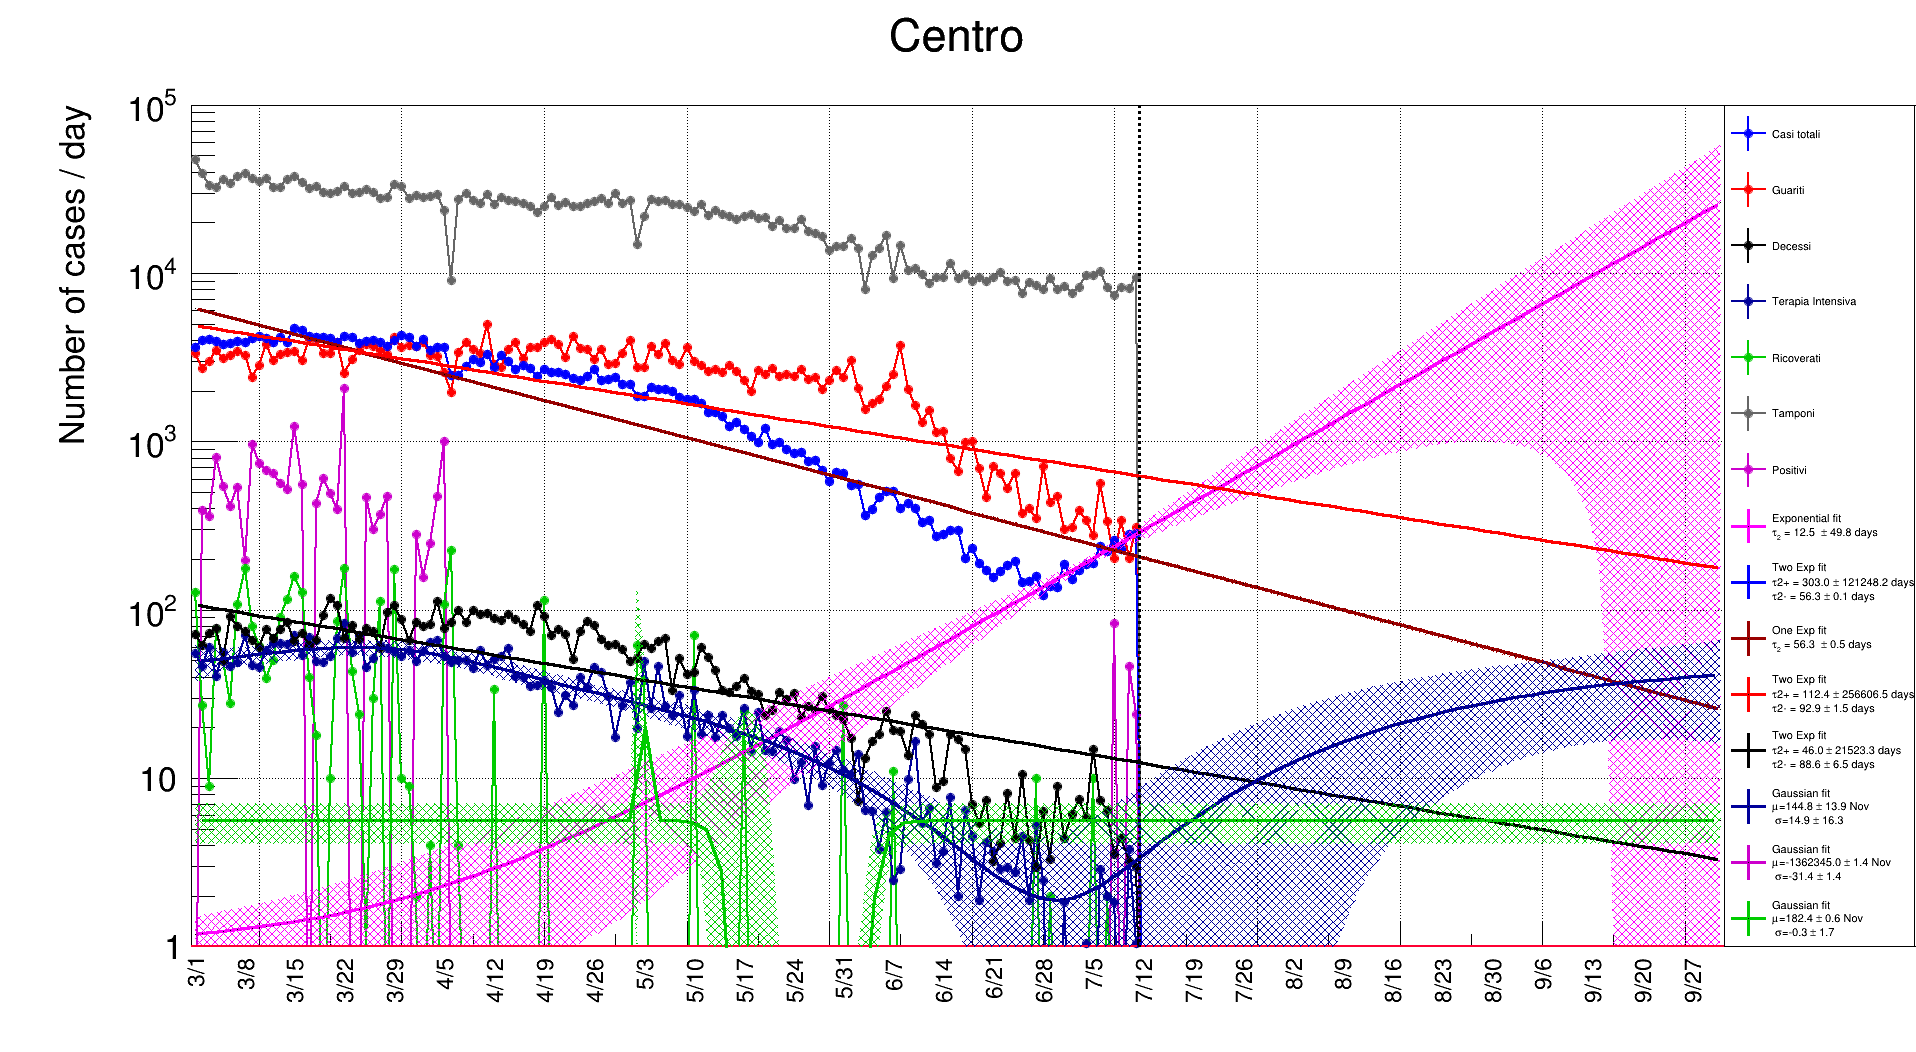 Centro
Number of cases / day
10^5
10^4
10^3
10^2
10
1
3/1 3/8 3/15 3/22 3/29 4/5 4/12 4/19 4/26 5/3 5/10 5/17 5/24 5/31 6/7 6/14 6/21 6/28 7/5 7/12 7/19 7/26 8/2 8/9 8/16 8/23 8/30 9/6 9/13 9/20 9/27
Casi totali
Guariti
Decessi
Terapia Intensiva
Ricoverati
Tamponi
Positivi
Exponential fit
τ2 = 12.5 ± 49.8 days
Two Exp fit
τ2+ = 303.0 ± 121248.2 days
τ2- = 56.3 ± 0.1 days
One Exp fit
τ2 = 56.3 ± 0.5 days
Two Exp fit
τ2+ = 112.4 ± 256606.5 days
τ2- = 92.9 ± 1.5 days
Two Exp fit
τ2+ = 46.0 ± 21523.3 days
τ2- = 88.6 ± 6.5 days
Gaussian fit
μ=144.8 ± 13.9 Nov
σ=14.9 ± 16.3
Gaussian fit
μ=-1362345.0 ± 1.4 Nov
σ=-31.4 ± 1.4
Gaussian fit
μ=182.4 ± 0.6 Nov
σ=-0.3 ± 1.7